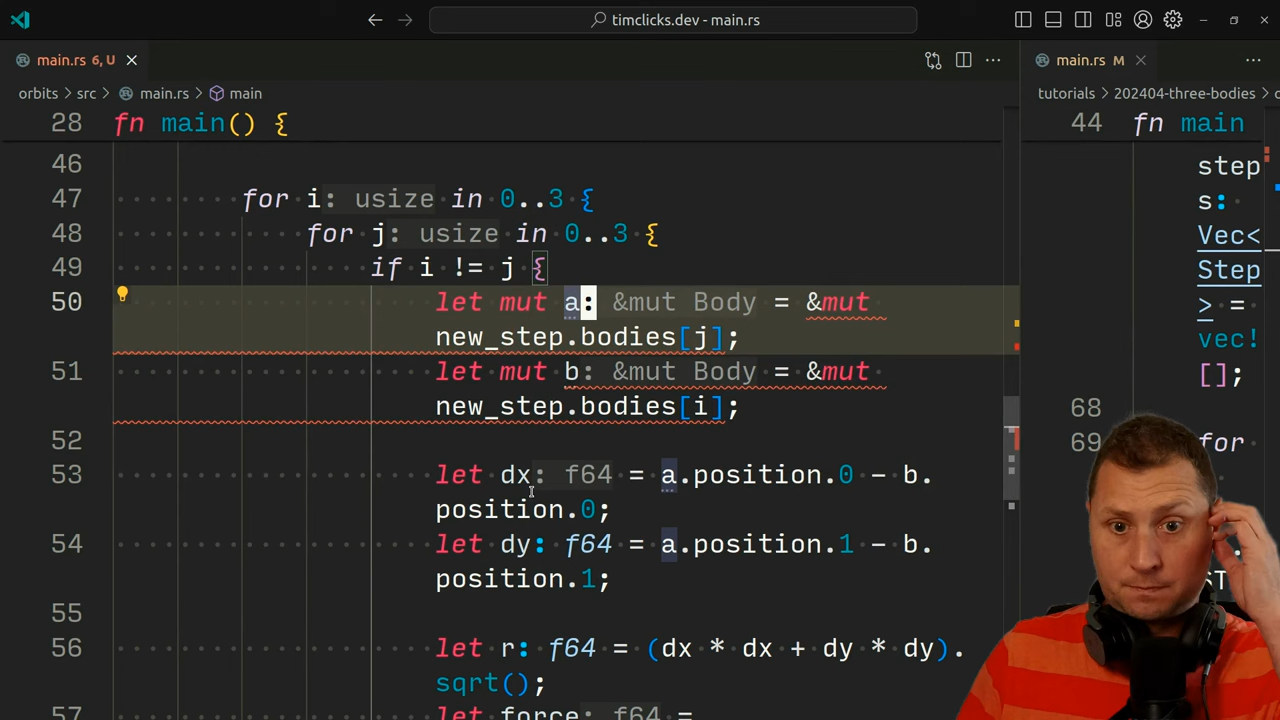 timclicks.dev - main.rs
main.rs 6, U
main.rs M
orbits > src > main.rs > main
tutorials > 202404-three-bodies >
28 fn main() {
44 fn main
46
47 for i: usize in 0..3 {
48 for j: usize in 0..3 {
49 if i != j {
50 let mut a: &mut Body = &mut
new_step.bodies[j];
51 let mut b: &mut Body = &mut
new_step.bodies[i];
52
53 let dx: f64 = a.position.0 - b.
position.0;
54 let dy: f64 = a.position.1 - b.
position.1;
55
56 let r: f64 = (dx * dx + dy * dy).
sqrt();
57 let force: f64 =
step
s:
Vec<
Step
> =
vec!
[];
68
69 for